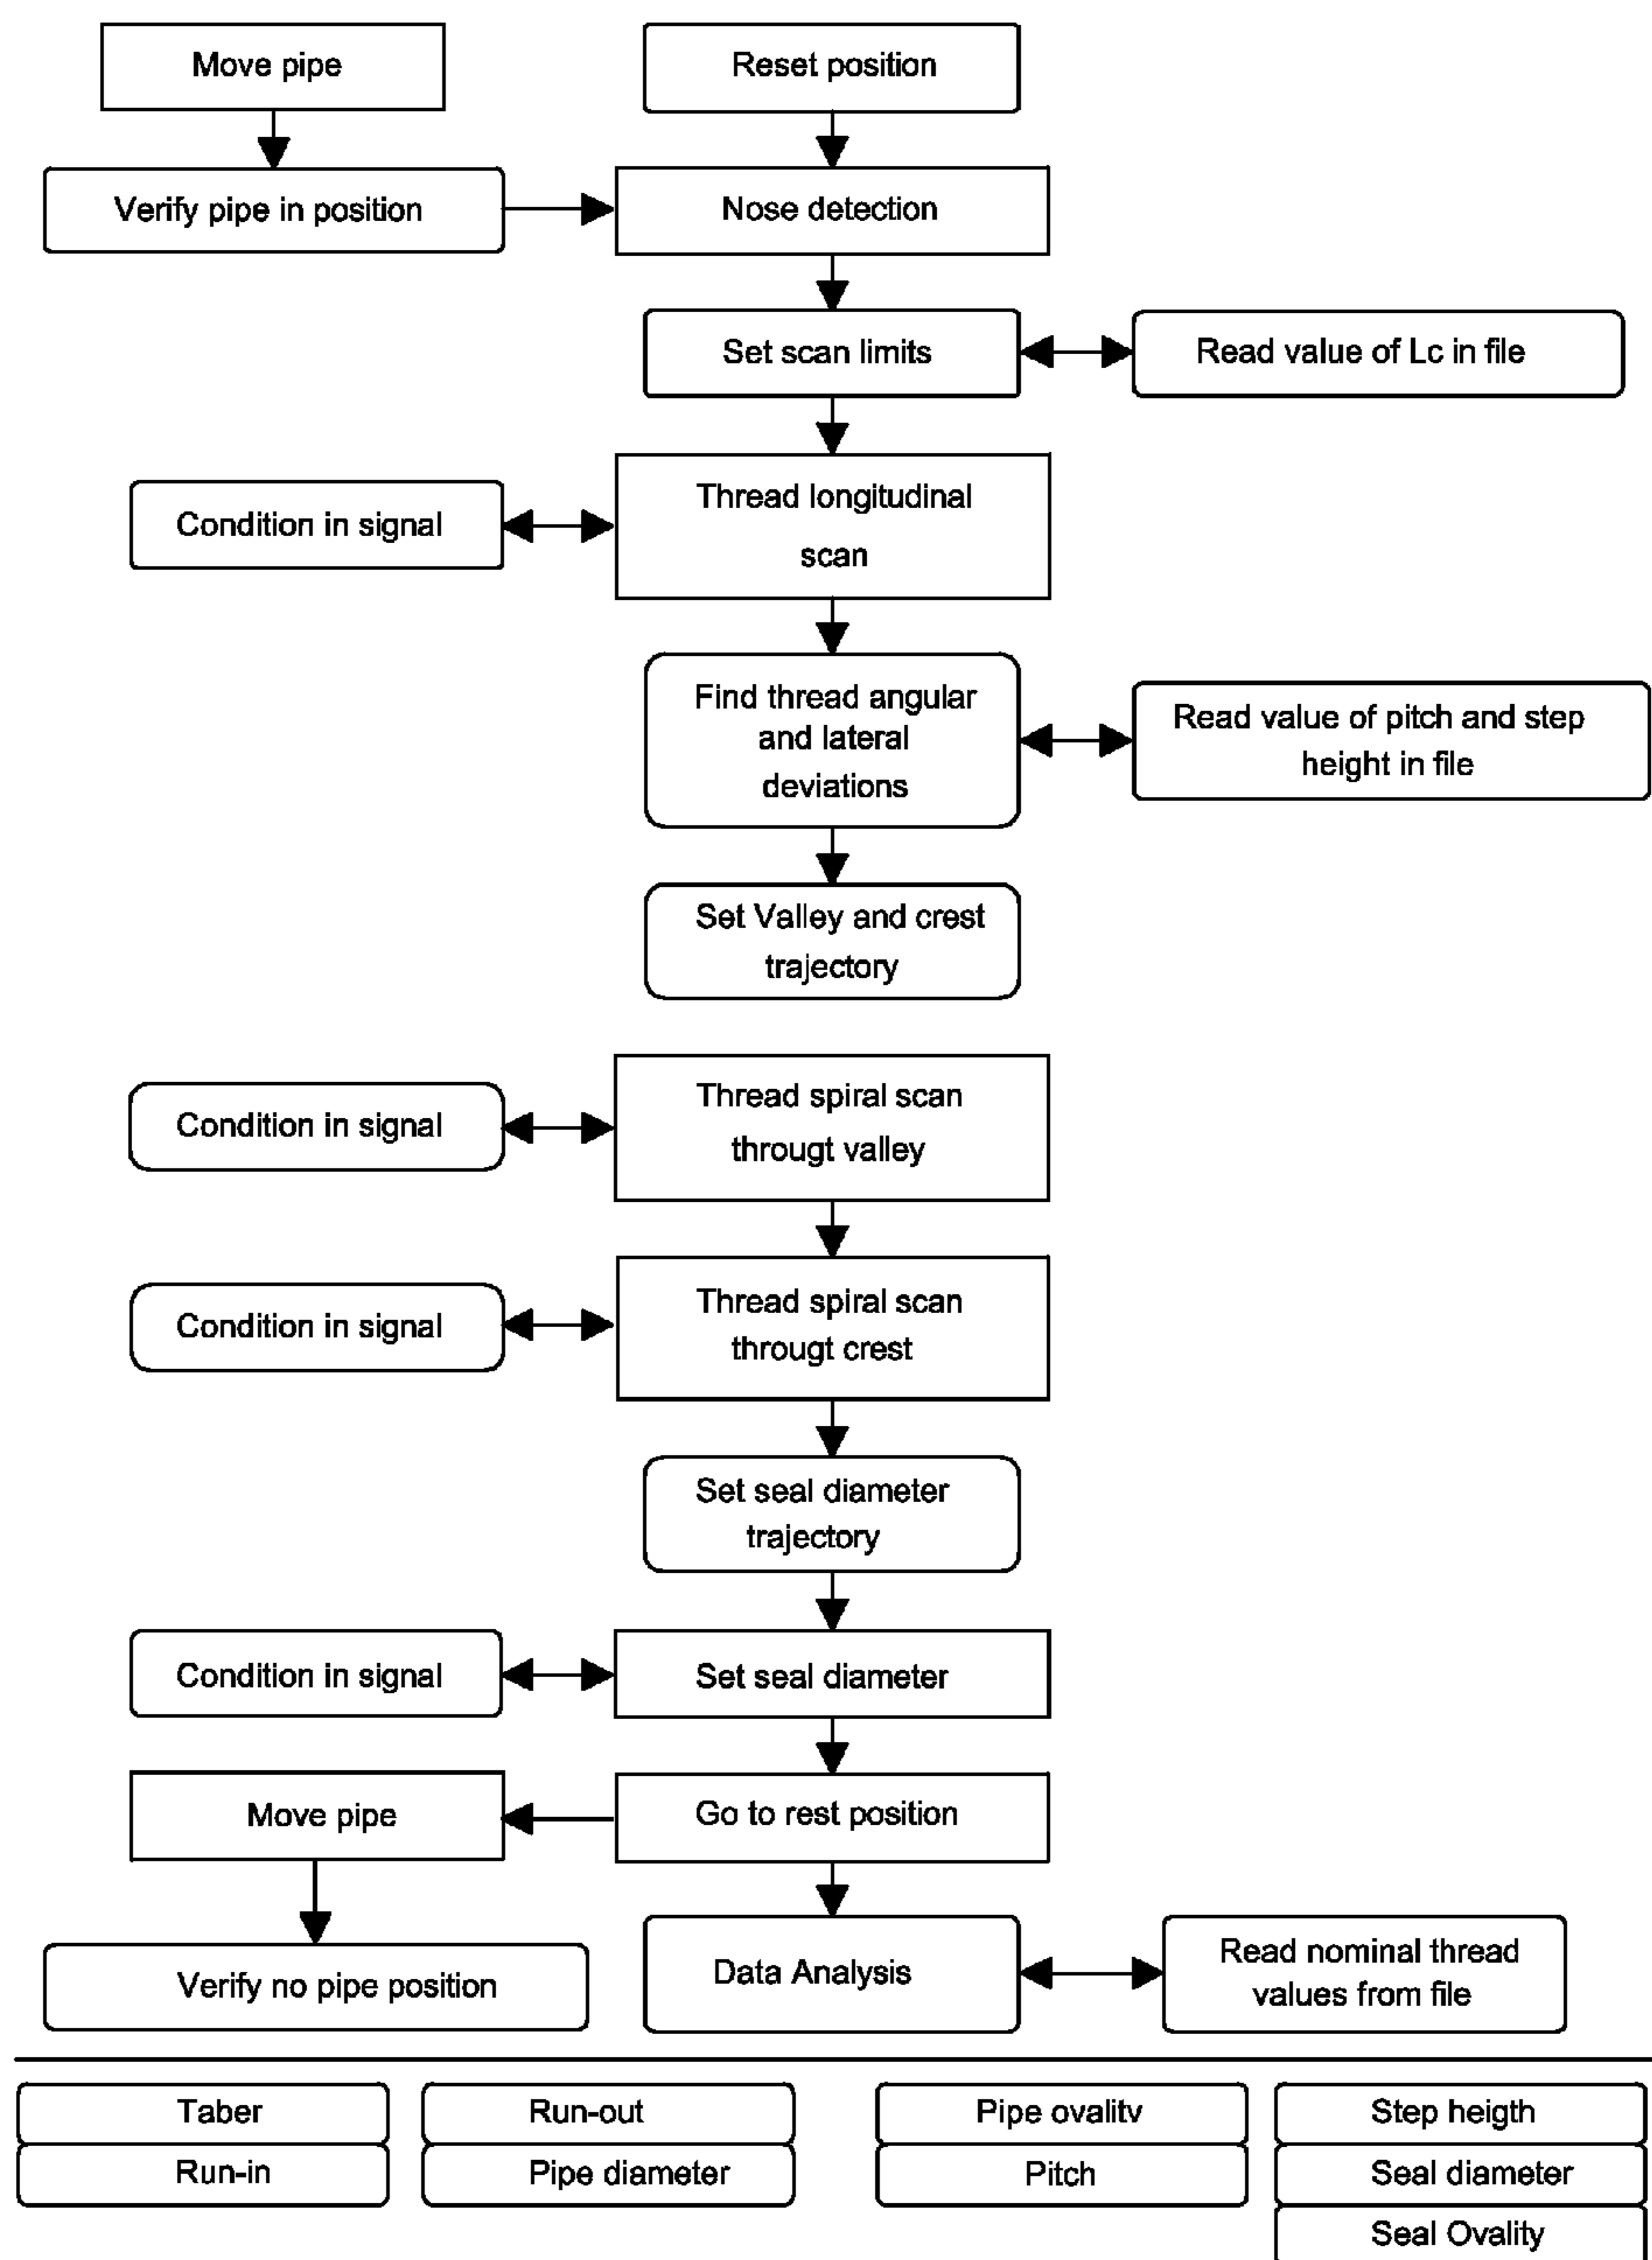 Move pipe
Reset position
Verify pipe in position
Nose detection
Set scan limits
Read value of Lc in file
Condition in signal
Thread longitudinal
scan
Find thread angular
and lateral
deviations
Read value of pitch and step
height in file
Set Valley and crest
trajectory
Condition in signal
Thread spiral scan
througt valley
Condition in signal
Thread spiral scan
througt crest
Set seal diameter
trajectory
Condition in signal
Set seal diameter
Move pipe
Go to rest position
Verify no pipe position
Data Analysis
Read nominal thread
values from file
Taber
Run-out
Pipe ovalitv
Step heigth
Run-in
Pipe diameter
Pitch
Seal diameter
Seal Ovality